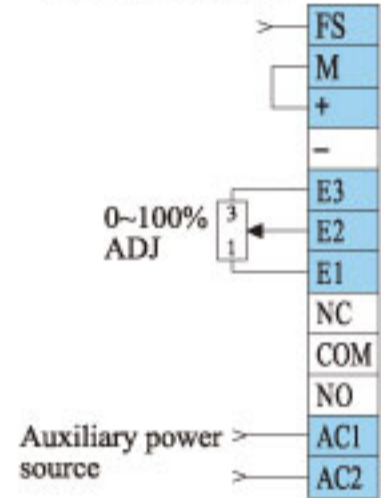 FS
M
+
−
E3
0~100% 3
E2
ADJ 1
E1
NC
COM
NO
Auxiliary power AC1
source AC2